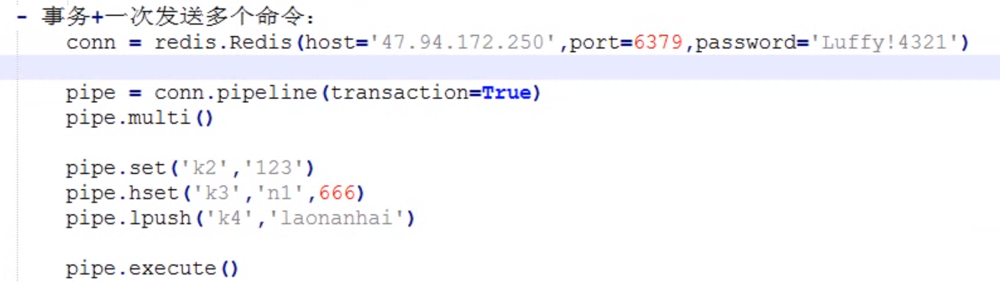 - 事务+一次发送多个命令:
conn = redis.Redis(host='47.94.172.250',port=6379,password='Luffy!4321')
pipe = conn.pipeline(transaction=True)
pipe.multi()
pipe.set('k2','123')
pipe.hset('k3','n1',666)
pipe.lpush('k4','laonanhai')
pipe.execute()